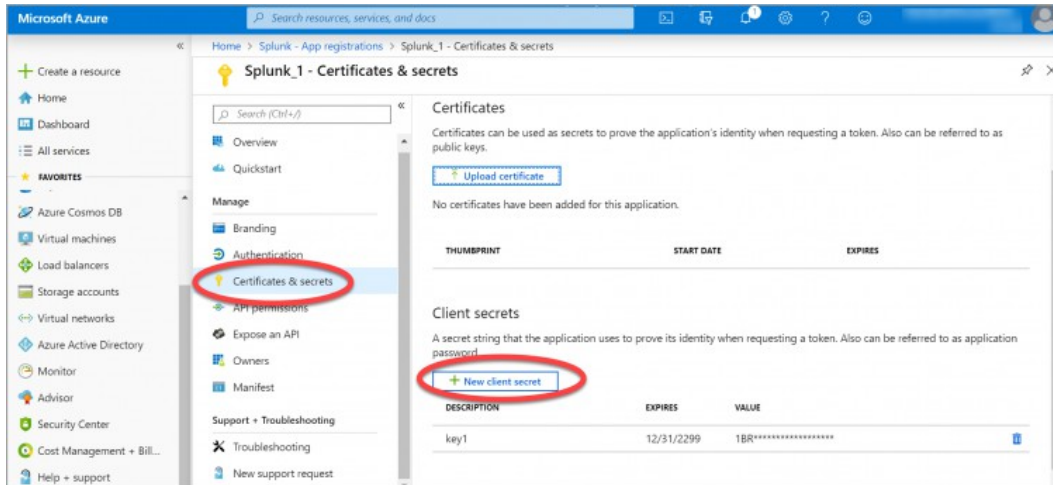 Microsoft Azure
Search resources, services, and docs
1
?
Home > Splunk - App registrations > Splunk_1 - Certificates & secrets
Splunk_1 - Certificates & secrets
Create a resource
Home
Dashboard
All services
FAVORITES
Azure Cosmos DB
Virtual machines
Load balancers
Storage accounts
Virtual networks
Azure Active Directory
Monitor
Advisor
Security Center
Cost Management + Bill...
Help + support
Search (Ctrl+/)
Overview
Quickstart
Manage
Branding
Authentication
Certificates & secrets
API permissions
Expose an API
Owners
Manifest
Support + Troubleshooting
Troubleshooting
New support request
Certificates
Certificates can be used as secrets to prove the application's identity when requesting a token. Also can be referred to as
public keys.
Upload certificate
No certificates have been added for this application.
THUMBPRINT START DATE EXPIRES
Client secrets
A secret string that the application uses to prove its identity when requesting a token. Also can be referred to as application
password.
New client secret
DESCRIPTION EXPIRES VALUE
key1 12/31/2299 1BR******************